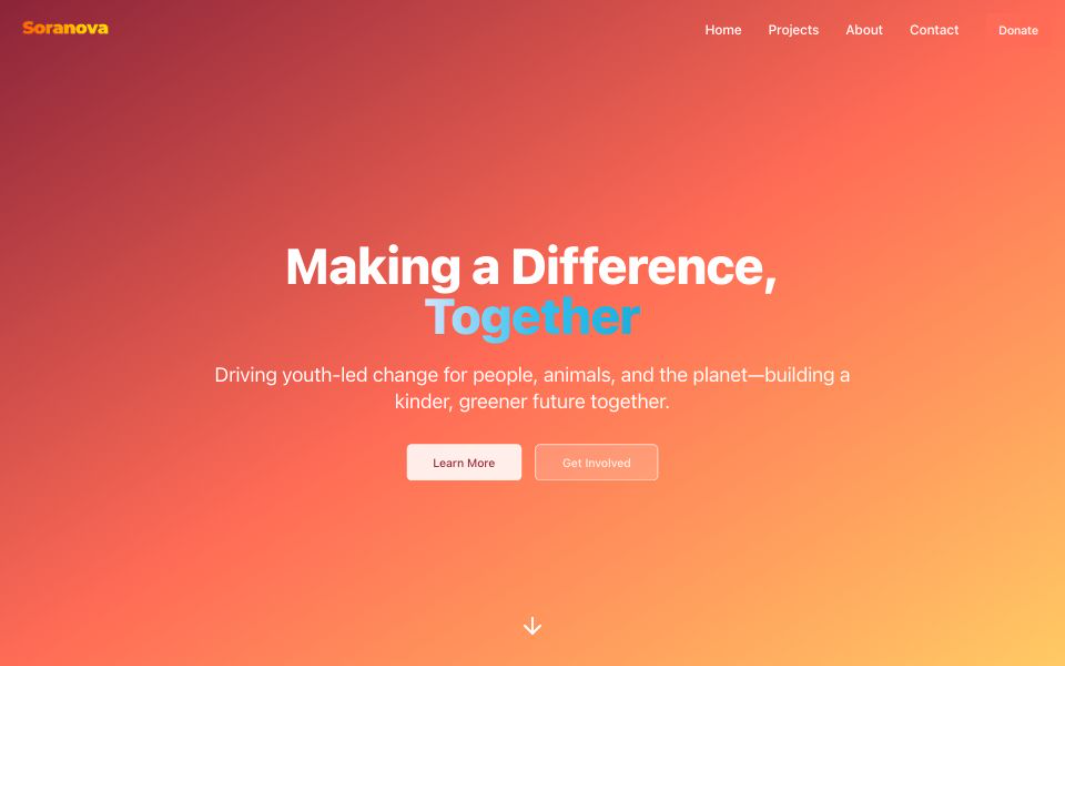 Soranova
Home Projects About Contact Donate
Making a Difference,
Together
Driving youth-led change for people, animals, and the planet—building a
kinder, greener future together.
Learn More Get Involved